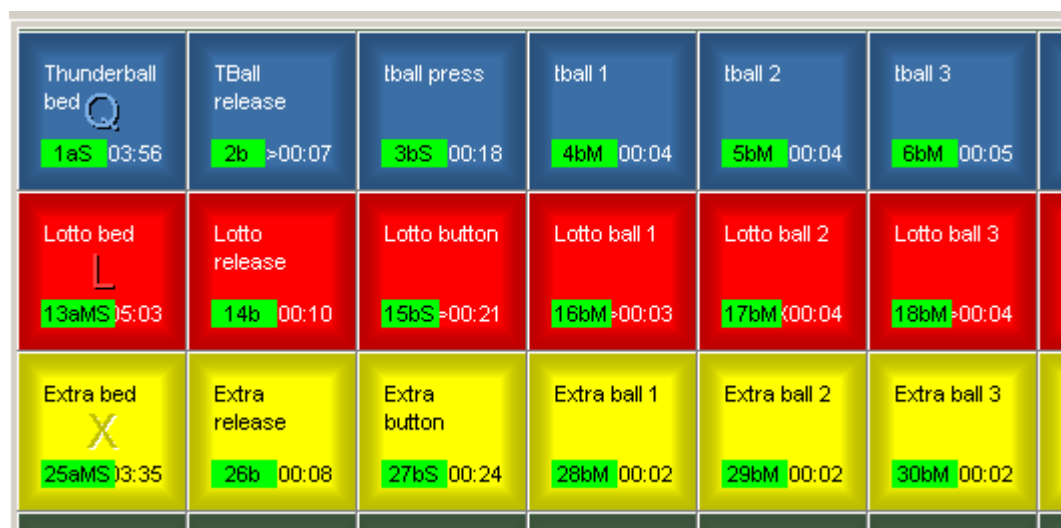 Thunderball
bed
Q
1aS 03:56
TBall
release
2b >00:07
tball press
3bS 00:18
tball 1
4bM 00:04
tball 2
5bM 00:04
tball 3
6bM 00:05
Lotto bed
L
13aMS 05:03
Lotto
release
14b 00:10
Lotto button
15bS >00:21
Lotto ball 1
16bM >00:03
Lotto ball 2
17bM 00:04
Lotto ball 3
18bM >00:04
Extra bed
X
25aMS 03:35
Extra
release
26b 00:08
Extra
button
27bS 00:24
Extra ball 1
28bM 00:02
Extra ball 2
29bM 00:02
Extra ball 3
30bM 00:02